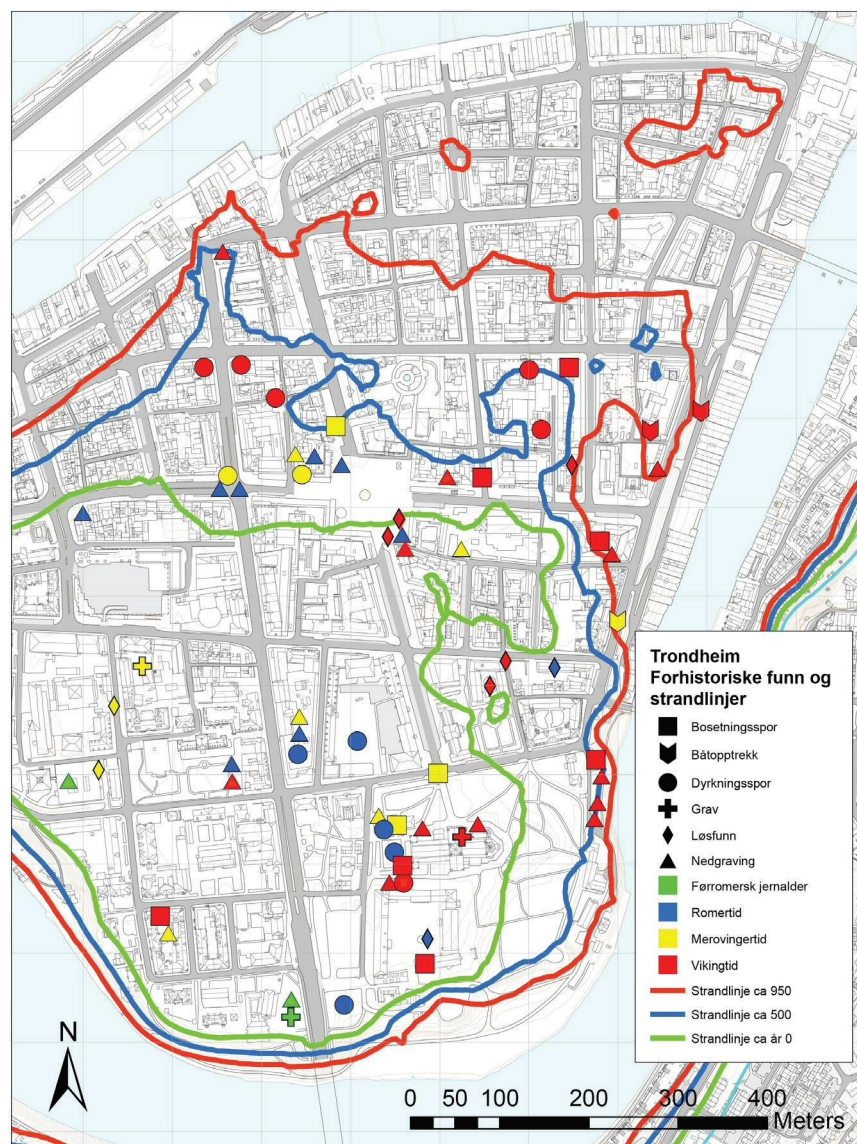 Trondheim
Forhistoriske funn og
strandlinjer
Bosetningsspor
Båtopptrekk
Dyrkningsspor
Grav
Løsfunn
Nedgraving
Førromersk jernalder
Romertid
Merovingertid
Vikingtid
Strandlinje ca 950
Strandlinje ca 500
Strandlinje ca år 0
N
0 50 100 200 300 400
Meters